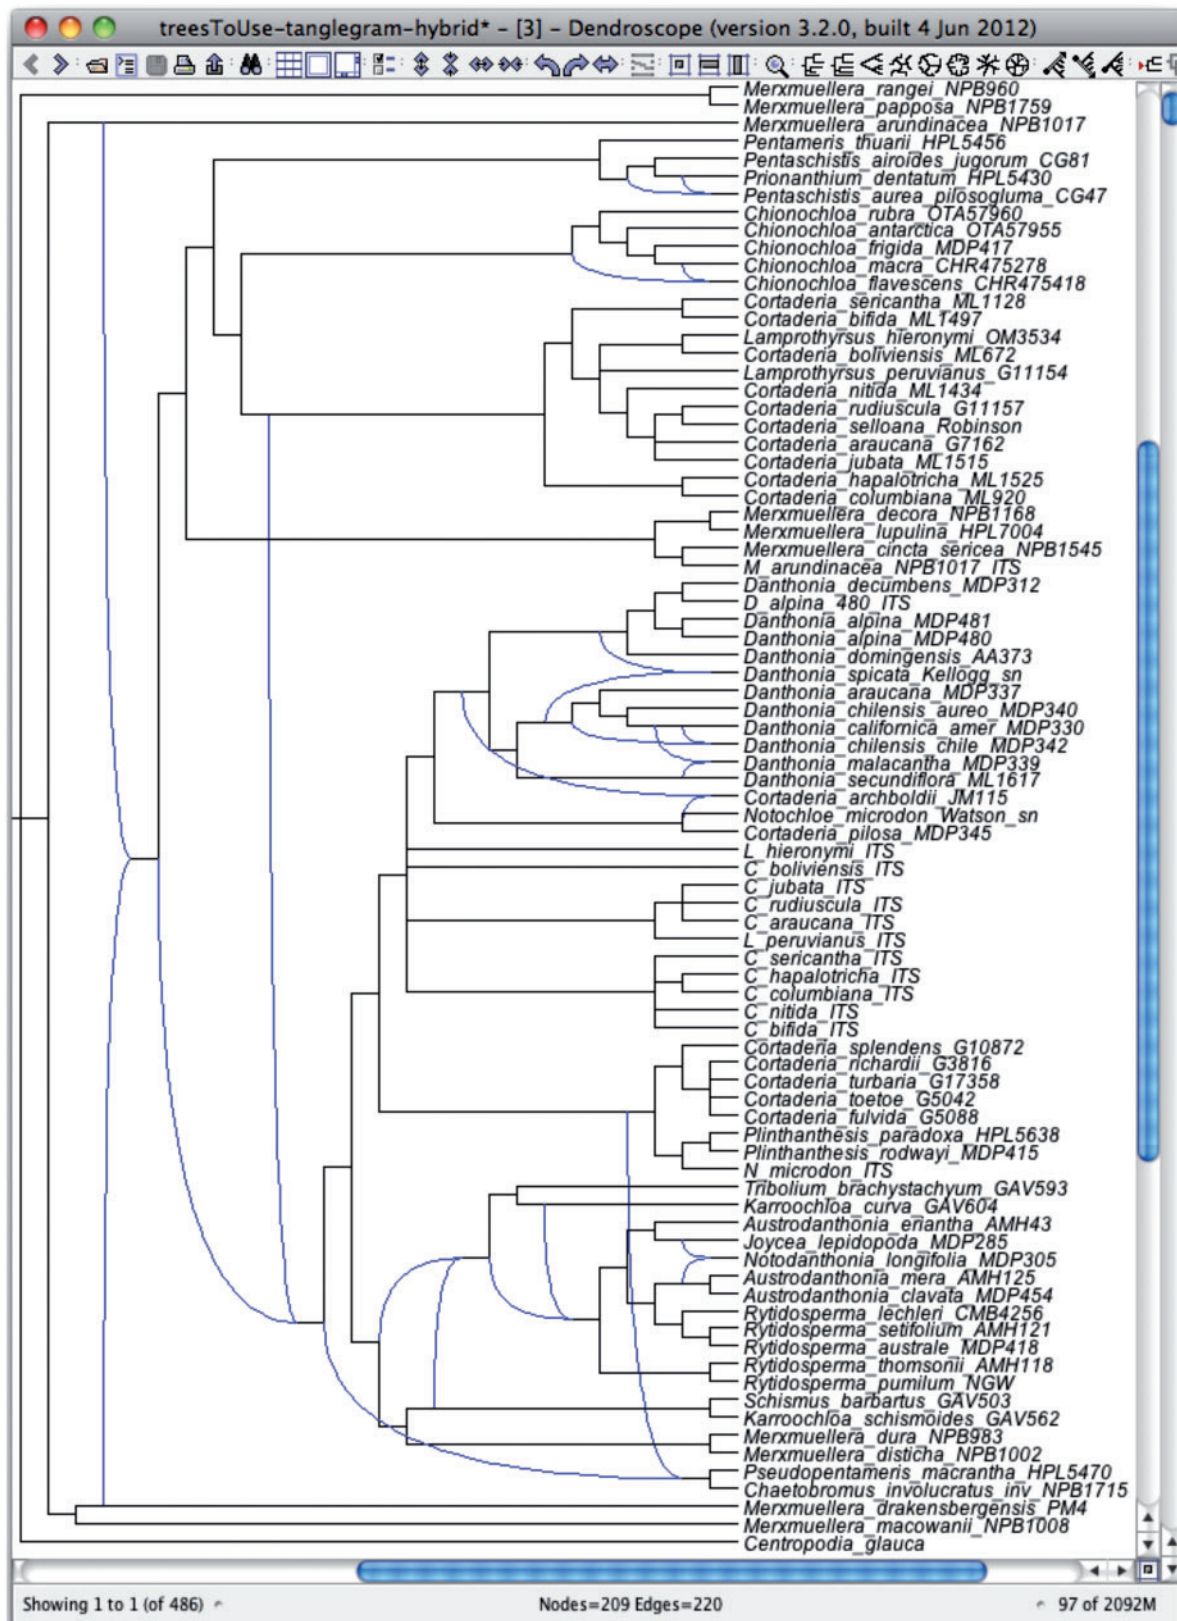 treesToUse-tanglegram-hybrid* - [3] - Dendroscope (version 3.2.0, built 4 Jun 2012)
Merxmuellera_rangei_NPB960
Merxmuellera_papposa_NPB1759
Merxmuellera_arundinacea_NPB1017
Pentameris_thuarii_HPL5456
Pentaschistis_airoides_jugorum_CG81
Prionanthium_dentatum_HPL5430
Pentaschistis_aurea_pilosogluma_CG47
Chionochloa_rubra_OTA57960
Chionochloa_antarctica_OTA57955
Chionochloa_frigida_MDP417
Chionochloa_macra_CHR475278
Chionochloa_flavescens_CHR475418
Cortaderia_sericantha_ML1128
Cortaderia_bifida_ML1497
Lamprothyrsus_hieronymi_OM3534
Cortaderia_boliviensis_ML672
Lamprothyrsus_peruvianus_G11154
Cortaderia_nitida_ML1434
Cortaderia_rudiuscula_G11157
Cortaderia_selloana_Robinson
Cortaderia_araucana_G7162
Cortaderia_jubata_ML1515
Cortaderia_hapalotricha_ML1525
Cortaderia_columbiana_ML920
Merxmuellera_decora_NPB1168
Merxmuellera_lupulina_HPL7004
Merxmuellera_cincta_sericea_NPB1545
M_arundinacea_NPB1017_ITS
Danthonia_decumbens_MDP312
D_alpina_480_ITS
Danthonia_alpina_MDP481
Danthonia_alpina_MDP480
Danthonia_domingensis_AA373
Danthonia_spicata_Kellogg_sn
Danthonia_araucana_MDP337
Danthonia_chilensis_aureo_MDP340
Danthonia_californica_amer_MDP330
Danthonia_chilensis_chile_MDP342
Danthonia_malacantha_MDP339
Danthonia_secundiflora_ML1617
Cortaderia_archboldii_JM115
Notochloe_microdon_Watson_sn
Cortaderia_pilosa_MDP345
L_hieronymi_ITS
C_boliviensis_ITS
C_jubata_ITS
C_rudiuscula_ITS
C_araucana_ITS
L_peruvianus_ITS
C_sericantha_ITS
C_hapalotricha_ITS
C_columbiana_ITS
C_nitida_ITS
C_bifida_ITS
Cortaderia_splendens_G10872
Cortaderia_richardii_G3816
Cortaderia_turbaria_G17358
Cortaderia_toetoe_G5042
Cortaderia_fulvida_G5088
Plinthanthesis_paradoxa_HPL5638
Plinthanthesis_rodwayi_MDP415
N_microdon_ITS
Tribolium_brachystachyum_GAV593
Karroochloa_curva_GAV604
Austrodanthonia_eriantha_AMH43
Joycea_lepidopoda_MDP285
Notodanthonia_longifolia_MDP305
Austrodanthonia_mera_AMH125
Austrodanthonia_clavata_MDP454
Rytidosperma_lechleri_CMB4256
Rytidosperma_setifolium_AMH121
Rytidosperma_australe_MDP418
Rytidosperma_thomsonii_AMH118
Rytidosperma_pumilum_NGW
Schismus_barbartus_GAV503
Karroochloa_schismoides_GAV562
Merxmuellera_dura_NPB983
Merxmuellera_disticha_NPB1002
Pseudopentameris_macrantha_HPL5470
Chaetobromus_involucratus_inv_NPB1715
Merxmuellera_drakensbergensis_PM4
Merxmuellera_macowanii_NPB1008
Centropodia_glauca
Showing 1 to 1 (of 486) Nodes=209 Edges=220 97 of 2092M